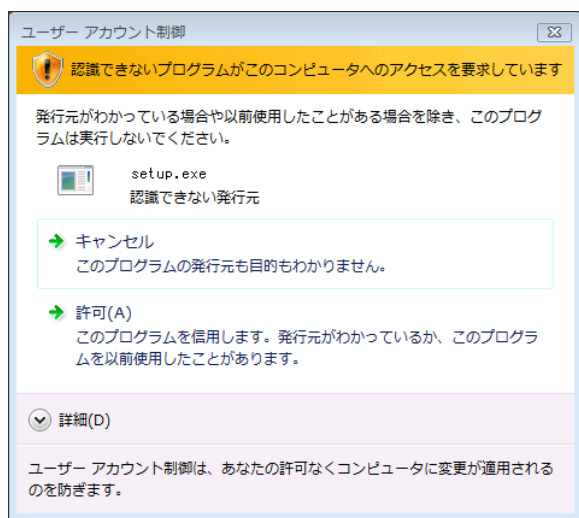 ユーザー アカウント制御
認識できないプログラムがこのコンピュータへのアクセスを要求しています
発行元がわかっている場合や以前使用したことがある場合を除き、このプログ
ラムは実行しないでください。
setup.exe
認識できない発行元
キャンセル
このプログラムの発行元も目的もわかりません。
許可(A)
このプログラムを信用します。発行元がわかっているか、このプログラ
ムを以前使用したことがあります。
詳細(D)
ユーザー アカウント制御は、あなたの許可なくコンピュータに変更が適用される
のを防ぎます。